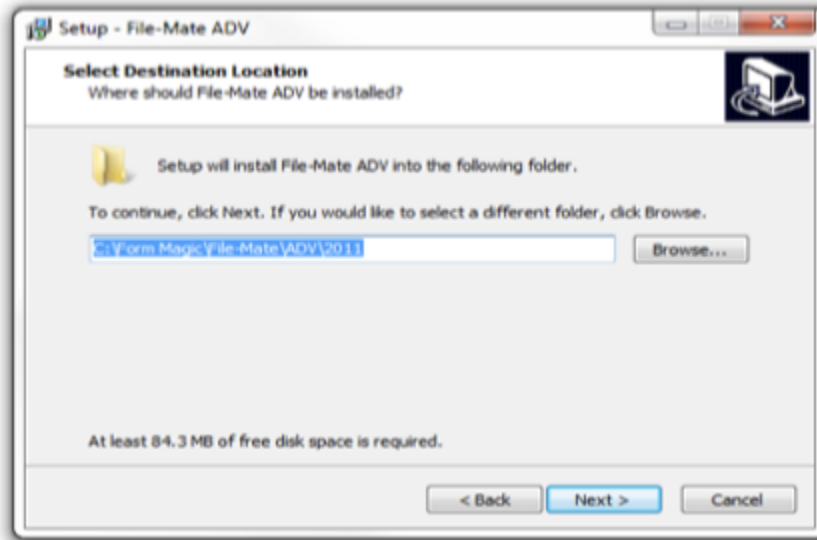 Setup - File-Mate ADV
Select Destination Location
Where should File-Mate ADV be installed?
Setup will install File-Mate ADV into the following folder.
To continue, click Next. If you would like to select a different folder, click Browse.
C:\Form Magic\File-Mate\ADV\2011
Browse...
At least 84.3 MB of free disk space is required.
< Back
Next >
Cancel